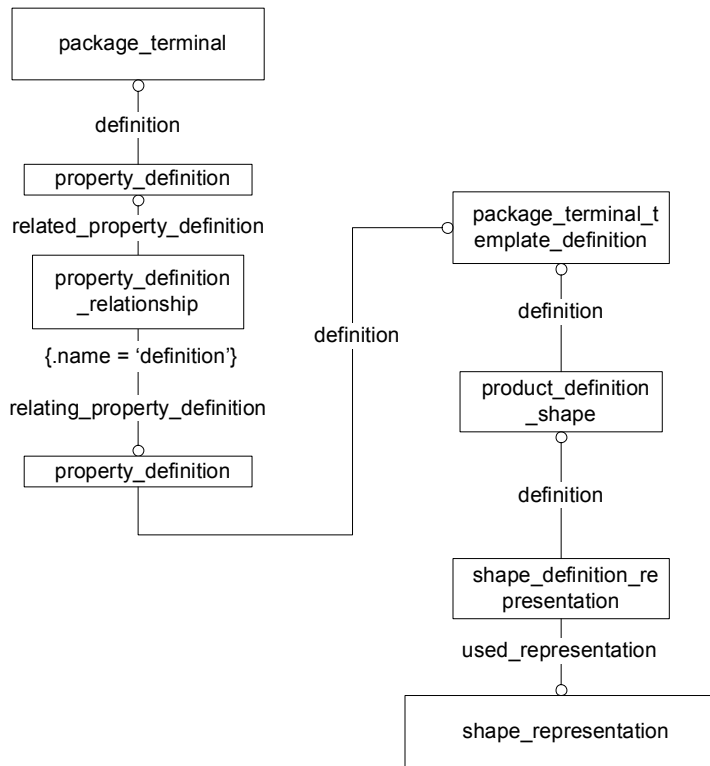 package_terminal
definition
property_definition
related_property_definition
property_definition
_relationship
{.name = ‘definition’}
relating_property_definition
property_definition
definition
package_terminal_t
emplate_definition
definition
product_definition
_shape
definition
shape_definition_re
presentation
used_representation
shape_representation